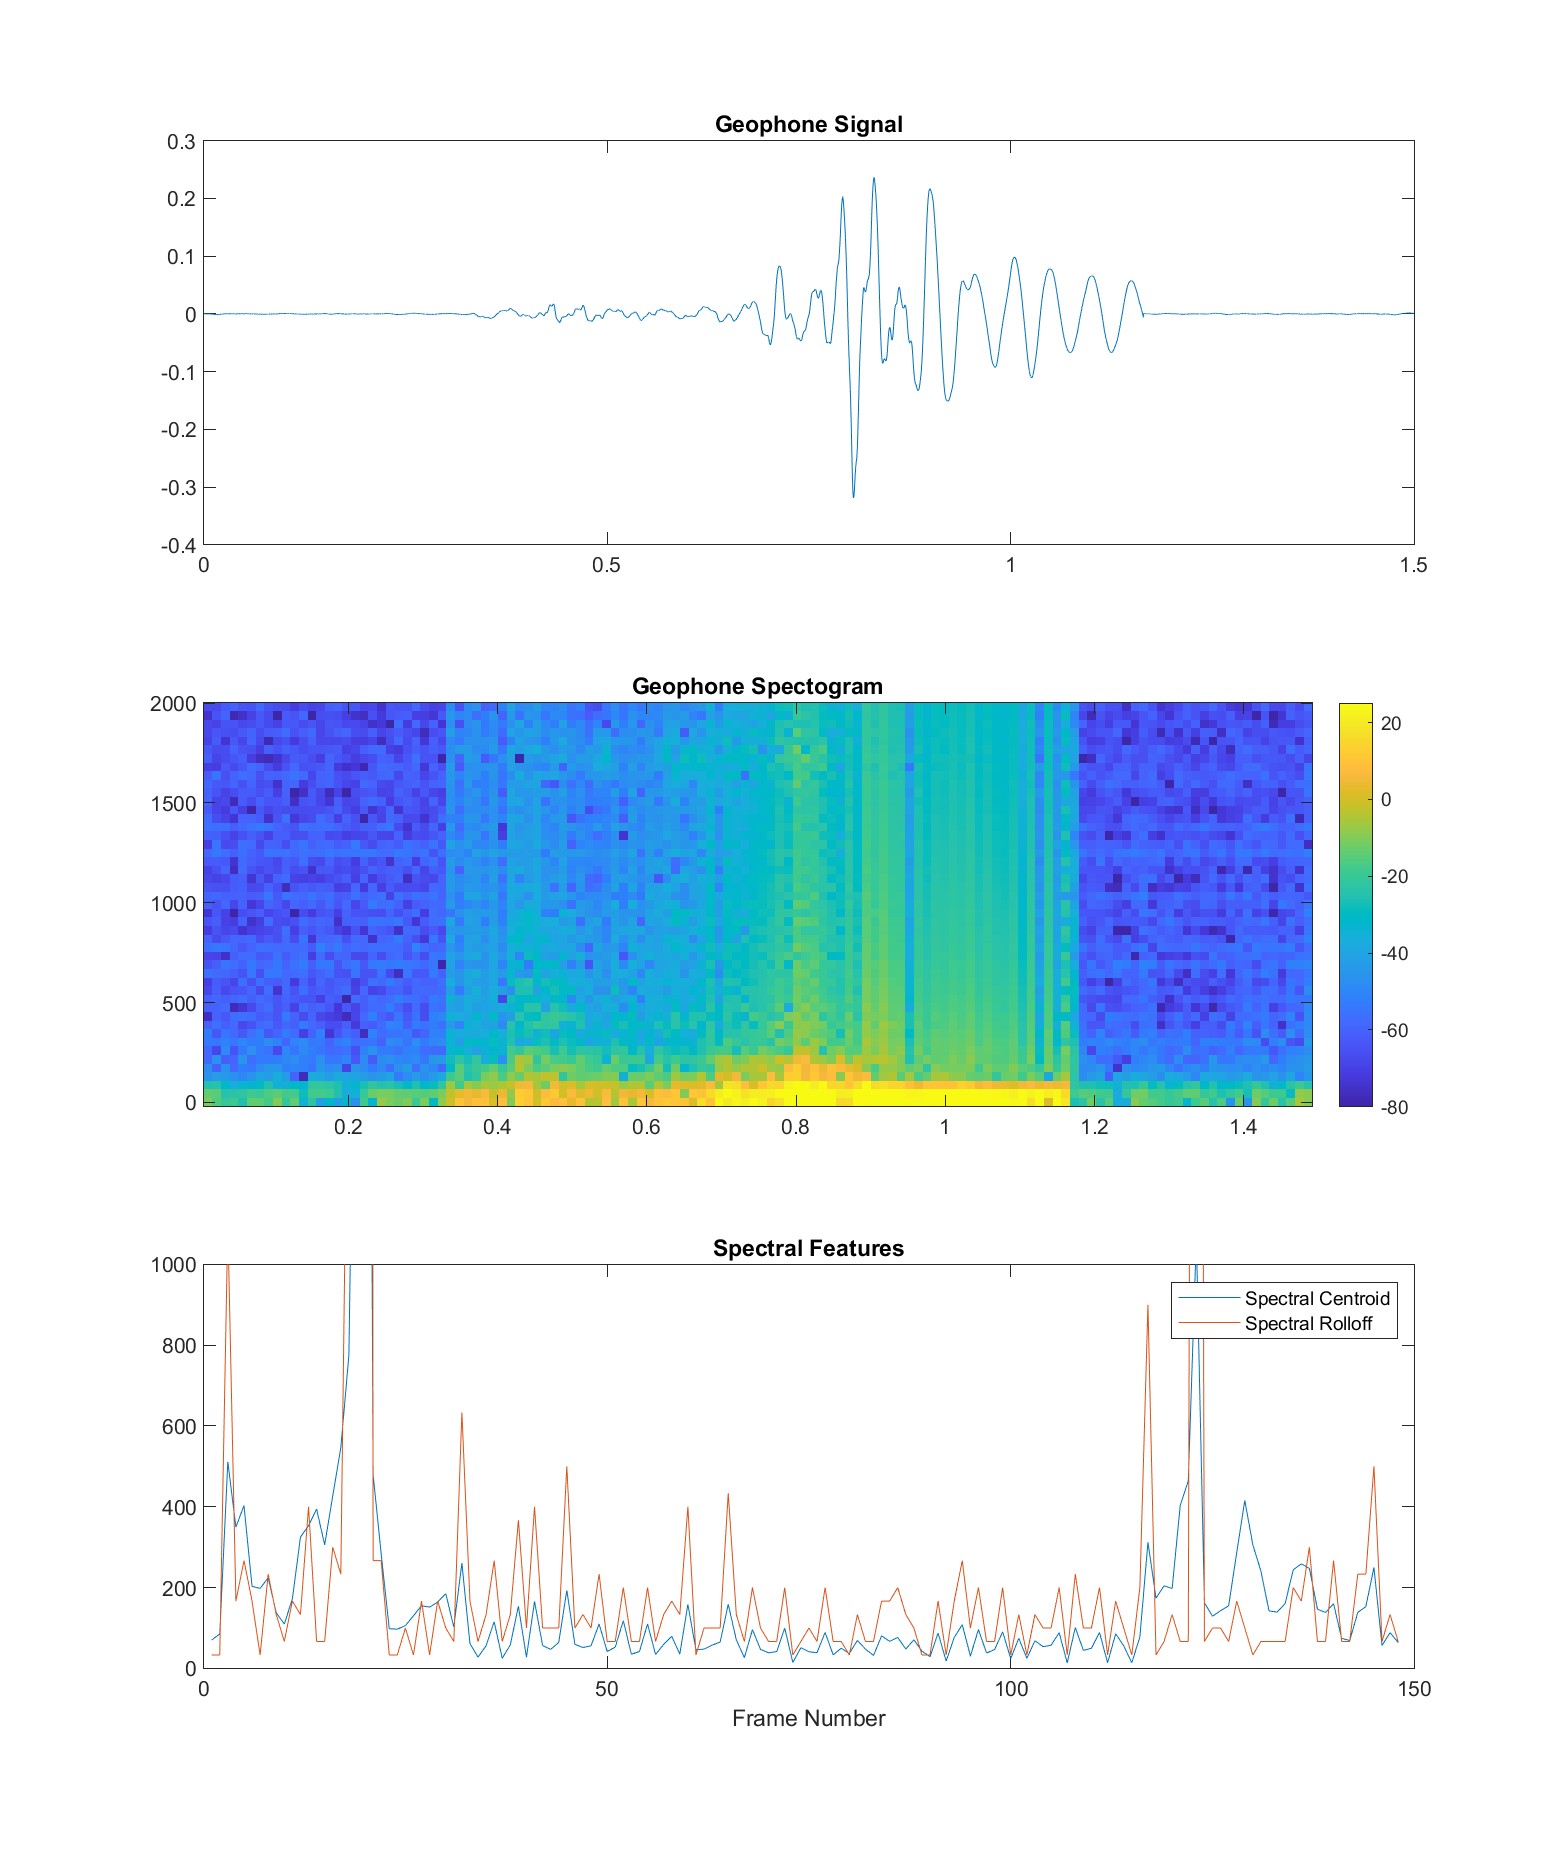 Geophone Signal
0.3
0.2
0.1
0
-0.1
-0.2
-0.3
-0.4
0 0.5 1 1.5
Geophone Spectogram
2000
1500
1000
500
0
0.2 0.4 0.6 0.8 1 1.2 1.4
20
0
-20
-40
-60
-80
Spectral Features
1000
800
600
400
200
0
Spectral Centroid
Spectral Rolloff
0 50 100 150
Frame Number